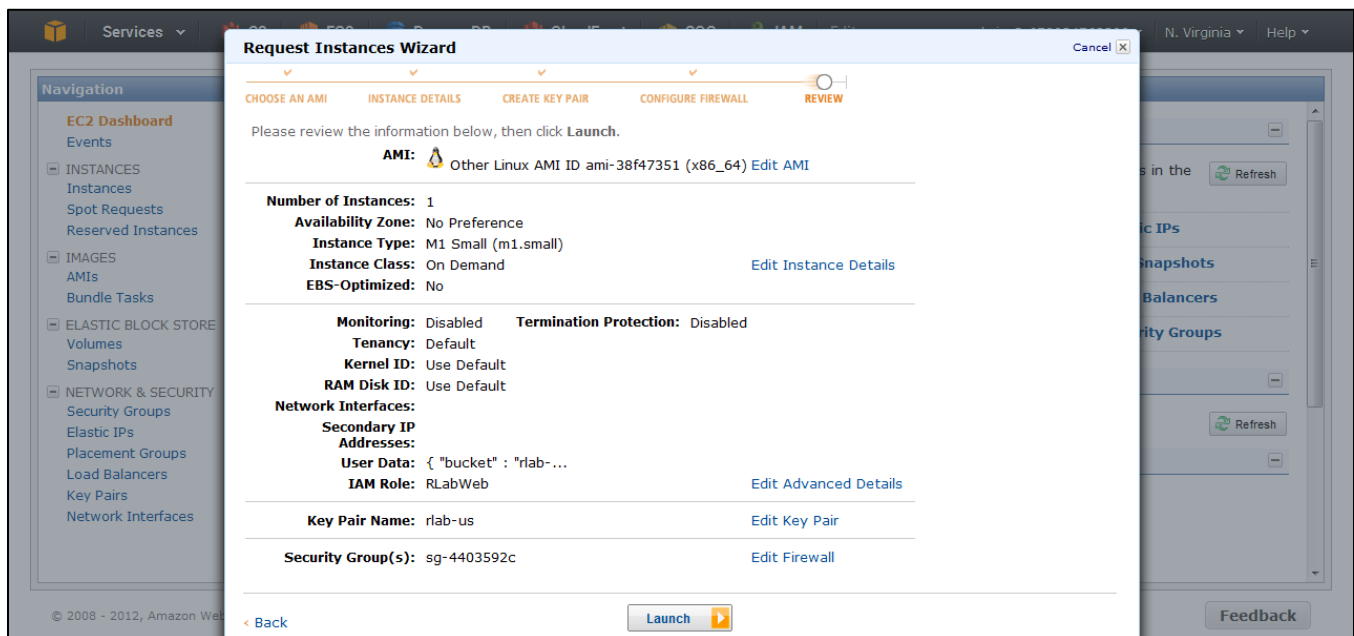 Services
N. Virginia
Help
Request Instances Wizard
Cancel
CHOOSE AN AMI
INSTANCE DETAILS
CREATE KEY PAIR
CONFIGURE FIREWALL
REVIEW
Please review the information below, then click Launch.
AMI: Other Linux AMI ID ami-38f47351 (x86_64) Edit AMI
Number of Instances: 1
Availability Zone: No Preference
Instance Type: M1 Small (m1.small)
Instance Class: On Demand Edit Instance Details
EBS-Optimized: No
Monitoring: Disabled Termination Protection: Disabled
Tenancy: Default
Kernel ID: Use Default
RAM Disk ID: Use Default
Network Interfaces:
Secondary IP
Addresses:
User Data: { "bucket" : "rlab-...
IAM Role: RLabWeb Edit Advanced Details
Key Pair Name: rlab-us Edit Key Pair
Security Group(s): sg-4403592c Edit Firewall
< Back
Launch
Navigation
EC2 Dashboard
Events
INSTANCES
Instances
Spot Requests
Reserved Instances
IMAGES
AMIs
Bundle Tasks
ELASTIC BLOCK STORE
Volumes
Snapshots
NETWORK & SECURITY
Security Groups
Elastic IPs
Placement Groups
Load Balancers
Key Pairs
Network Interfaces
s in the
Refresh
ic IPs
Snapshots
Balancers
rity Groups
Refresh
© 2008 - 2012, Amazon Web
Feedback